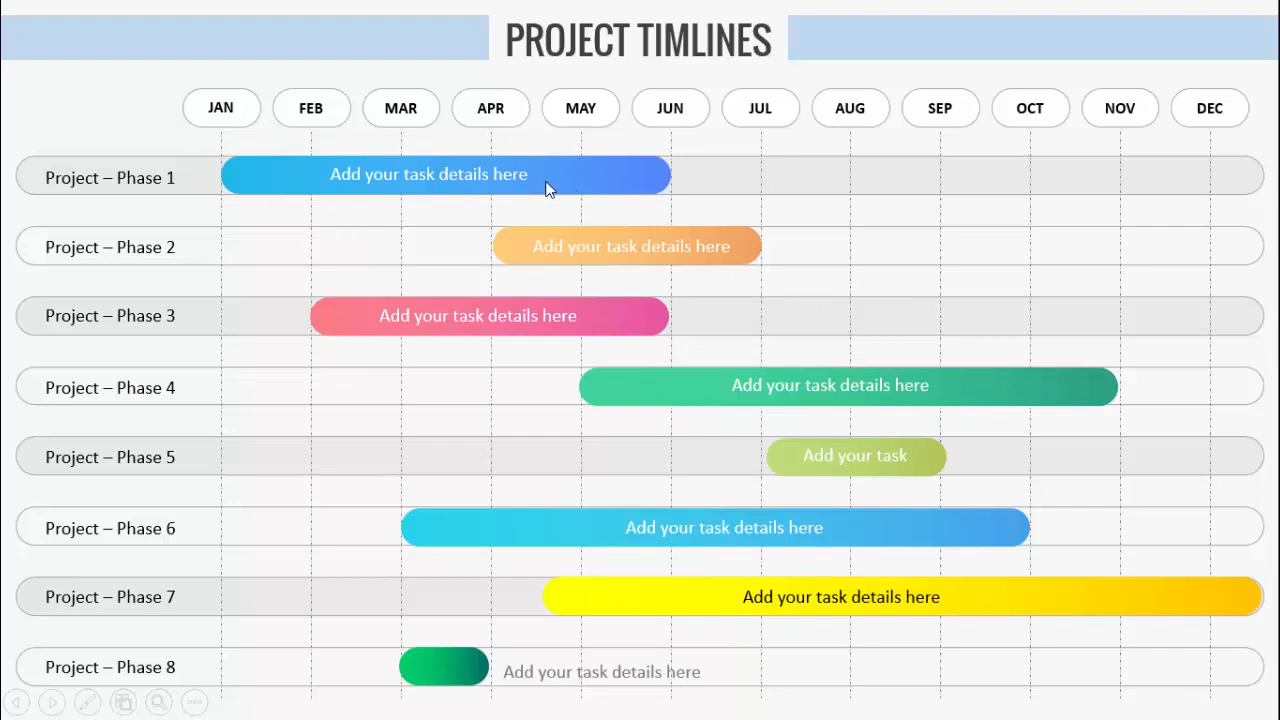 PROJECT TIMLINES
JAN FEB MAR APR MAY JUN JUL AUG SEP OCT NOV DEC
Project – Phase 1 Add your task details here
Project – Phase 2 Add your task details here
Project – Phase 3 Add your task details here
Project – Phase 4 Add your task details here
Project – Phase 5 Add your task
Project – Phase 6 Add your task details here
Project – Phase 7 Add your task details here
Project – Phase 8 Add your task details here